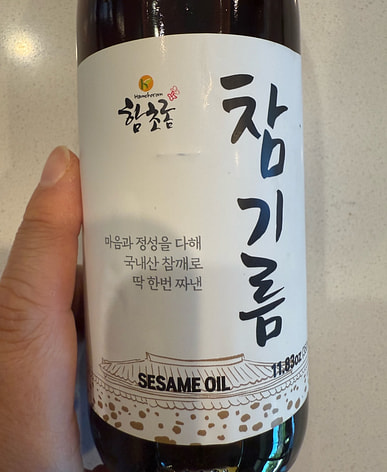 함초롬
참기름
마음과 정성을 다해
국내산 참깨로
딱 한번 짜낸
SESAME OIL
11.83oz